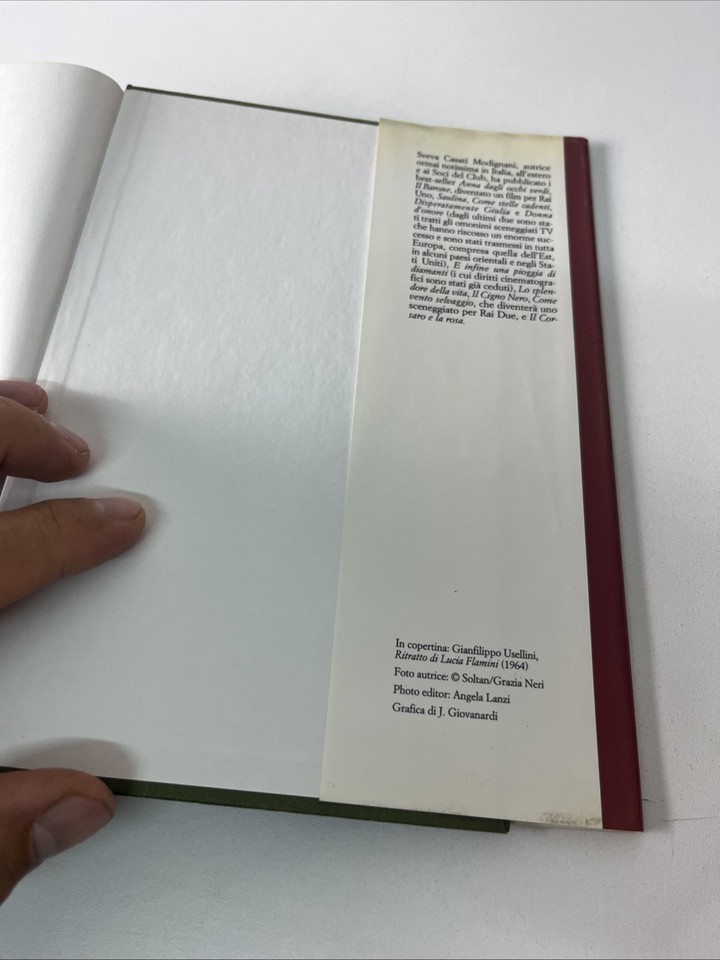 Sveva Casati Modignani, autrice
ormai notissima in Italia, all'estero
e ai Soci del Club, ha pubblicato i
best-seller Anna dagli occhi verdi,
Il Barone, diventato un film per Rai
Uno, Saulina, Come stelle cadenti,
Disperatamente Giulia e Donna
d'onore (dagli ultimi due sono sta-
ti tratti gli omonimi sceneggiati TV
che hanno riscosso un enorme suc-
cesso e sono stati trasmessi in tutta
Europa, compresa quella dell'Est,
in alcuni paesi orientali e negli Sta-
ti Uniti), E infine una pioggia di
diamanti (i cui diritti cinematogra-
fici sono stati già ceduti), Lo splen-
dore della vita, Il Cigno Nero, Come
vento selvaggio, che diventerà uno
sceneggiato per Rai Due, e Il Cor-
saro e la rosa.
In copertina: Gianfilippo Usellini,
Ritratto di Lucia Flamini (1964)
Foto autrice: © Soltan/Grazia Neri
Photo editor: Angela Lanzi
Grafica di J. Giovanardi